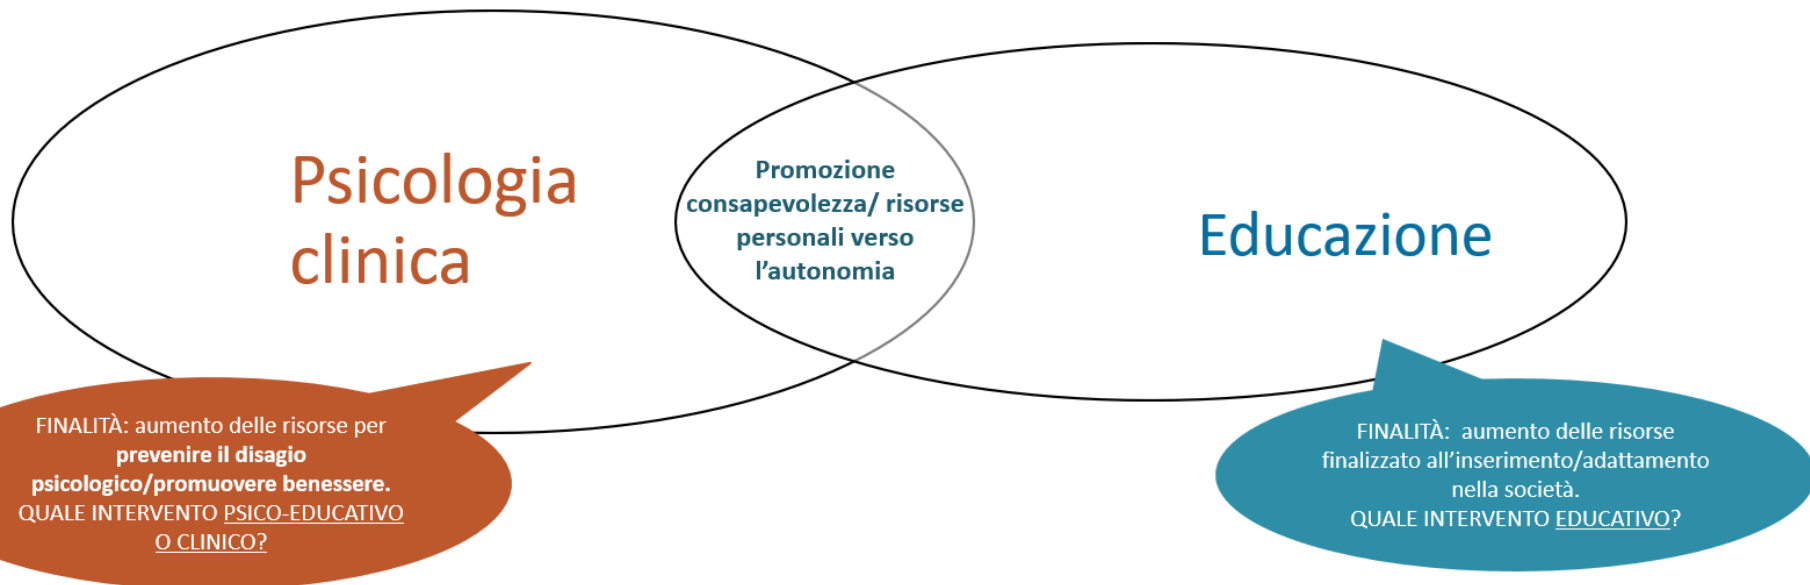 Psicologia
clinica
Promozione
consapevolezza/ risorse
personali verso
l'autonomia
Educazione
FINALITÀ: aumento delle risorse per
prevenire il disagio
psicologico/promuovere benessere.
QUALE INTERVENTO PSICO-EDUCATIVO
O CLINICO?
FINALITÀ: aumento delle risorse
finalizzato all'inserimento/adattamento
nella società.
QUALE INTERVENTO EDUCATIVO?